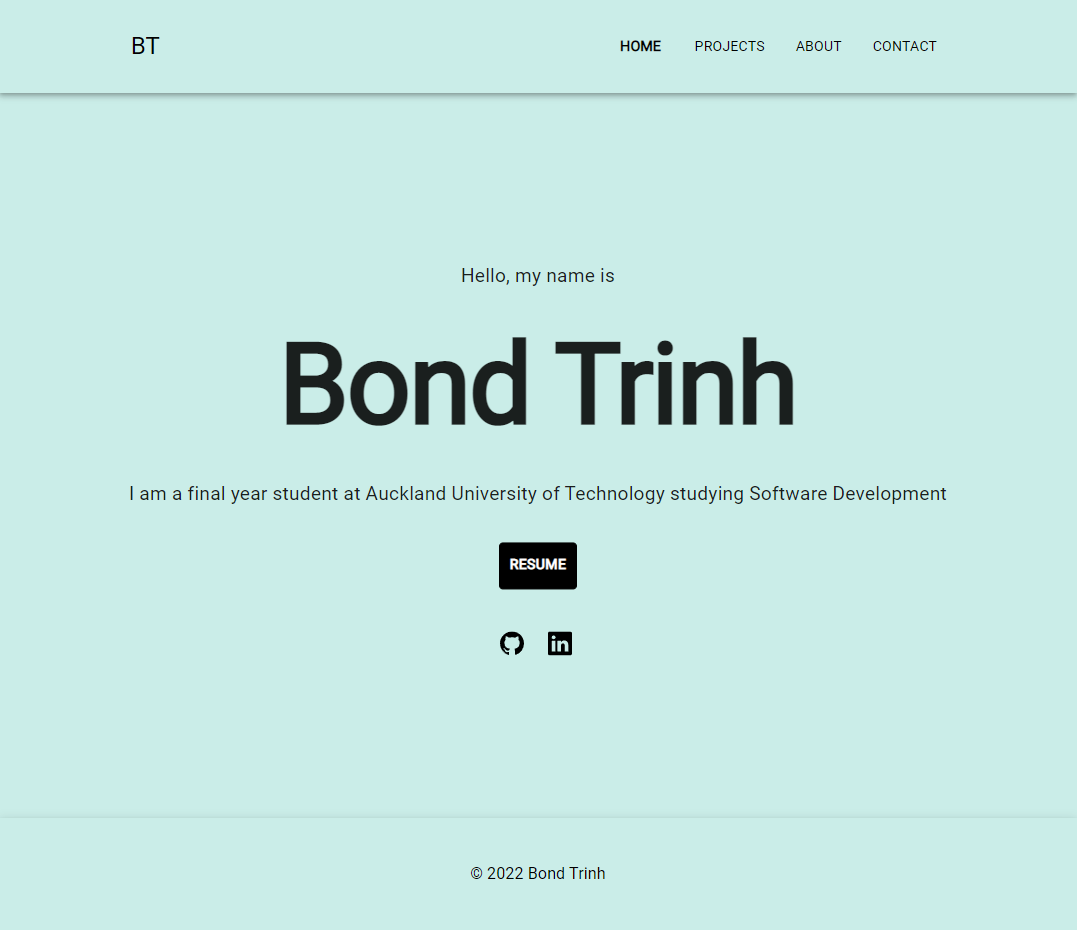 BT
HOME PROJECTS ABOUT CONTACT
Hello, my name is
Bond Trinh
I am a final year student at Auckland University of Technology studying Software Development
RESUME
in
© 2022 Bond Trinh